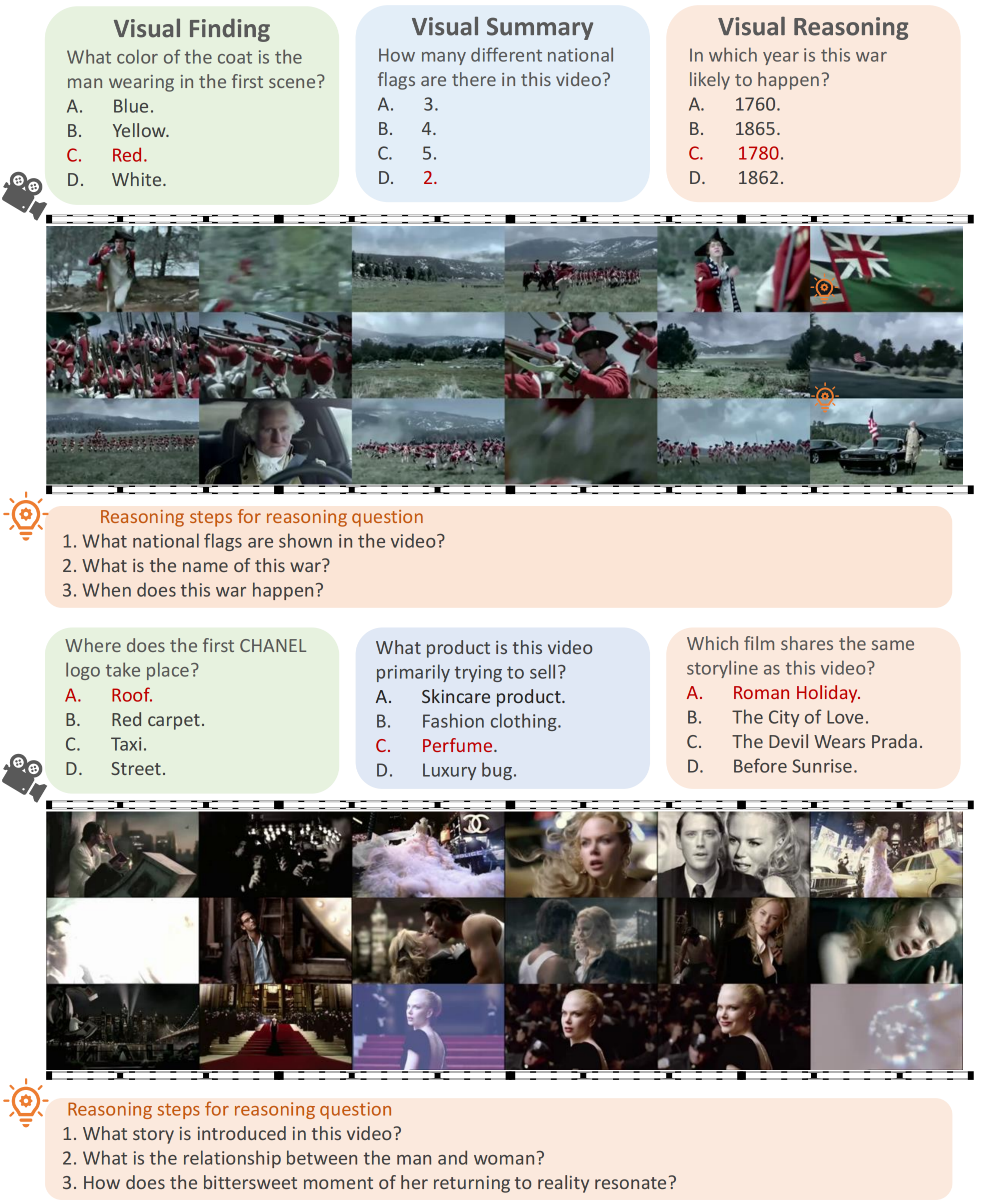 Visual Finding
What color of the coat is the
man wearing in the first scene?
A. Blue.
B. Yellow.
C. Red.
D. White.
Visual Summary
How many different national
flags are there in this video?
A. 3.
B. 4.
C. 5.
D. 2.
Visual Reasoning
In which year is this war
likely to happen?
A. 1760.
B. 1865.
C. 1780.
D. 1862.
Reasoning steps for reasoning question
1. What national flags are shown in the video?
2. What is the name of this war?
3. When does this war happen?
Where does the first CHANEL
logo take place?
A. Roof.
B. Red carpet.
C. Taxi.
D. Street.
What product is this video
primarily trying to sell?
A. Skincare product.
B. Fashion clothing.
C. Perfume.
D. Luxury bug.
Which film shares the same
storyline as this video?
A. Roman Holiday.
B. The City of Love.
C. The Devil Wears Prada.
D. Before Sunrise.
Reasoning steps for reasoning question
1. What story is introduced in this video?
2. What is the relationship between the man and woman?
3. How does the bittersweet moment of her returning to reality resonate?